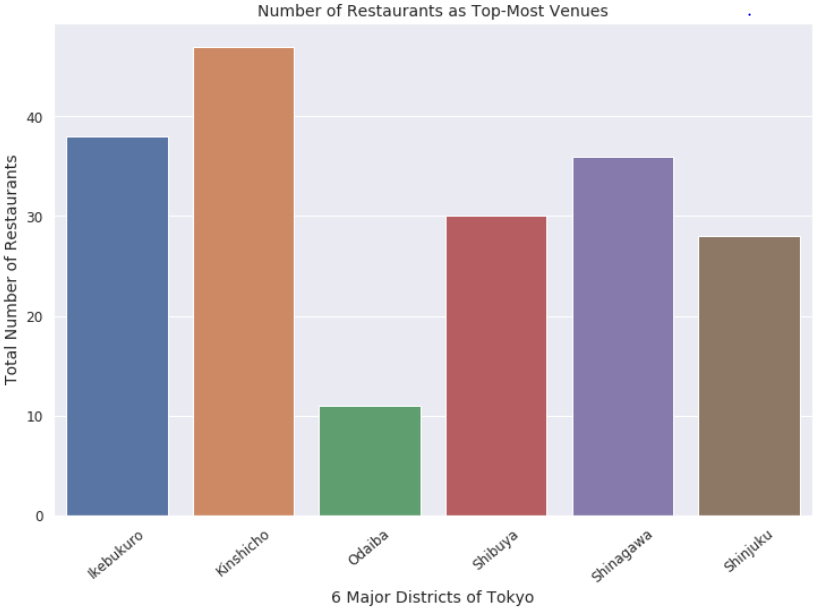 Number of Restaurants as Top-Most Venues
Total Number of Restaurants
40
30
20
10
0
Ikebukuro
Kinshicho
Odaiba
Shibuya
Shinagawa
Shinjuku
6 Major Districts of Tokyo